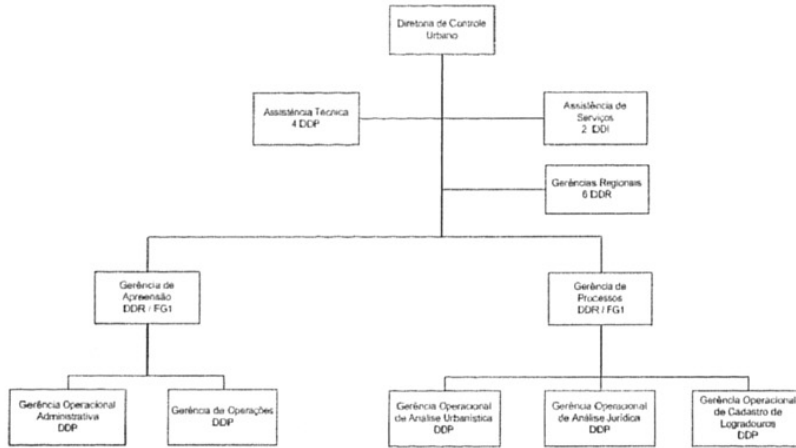 Diretoria de Controle
Urbano
Assistência Técnica
4 DDP
Assistência de
Serviços
2 DDI
Gerências Regionais
6 DDR
Gerência de
Apreensão
DDR / FG1
Gerência de
Processos
DDR / FG1
Gerência Operacional
Administrativa
DDP
Gerência de Operações
DDP
Gerência Operacional
de Analise Urbanística
DDP
Gerência Operacional
de Análise Jurídica
DDP
Gerência Operacional
de Cadastro de
Logradouros
DDP